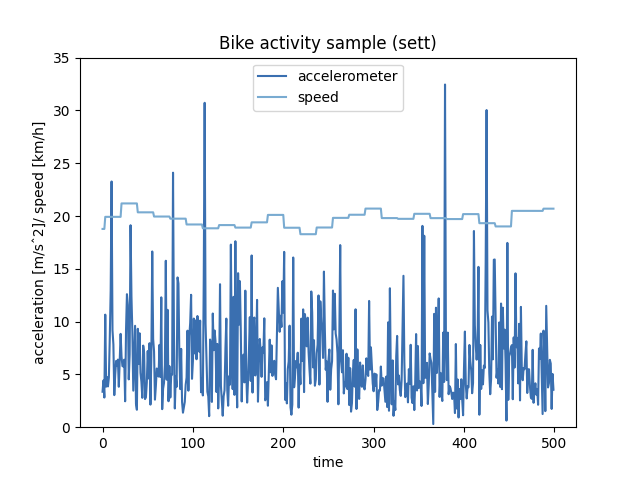 Bike activity sample (sett)
accelerometer
speed
acceleration [m/s^2]/ speed [km/h]
35
30
25
20
15
10
5
0
0 100 200 300 400 500
time